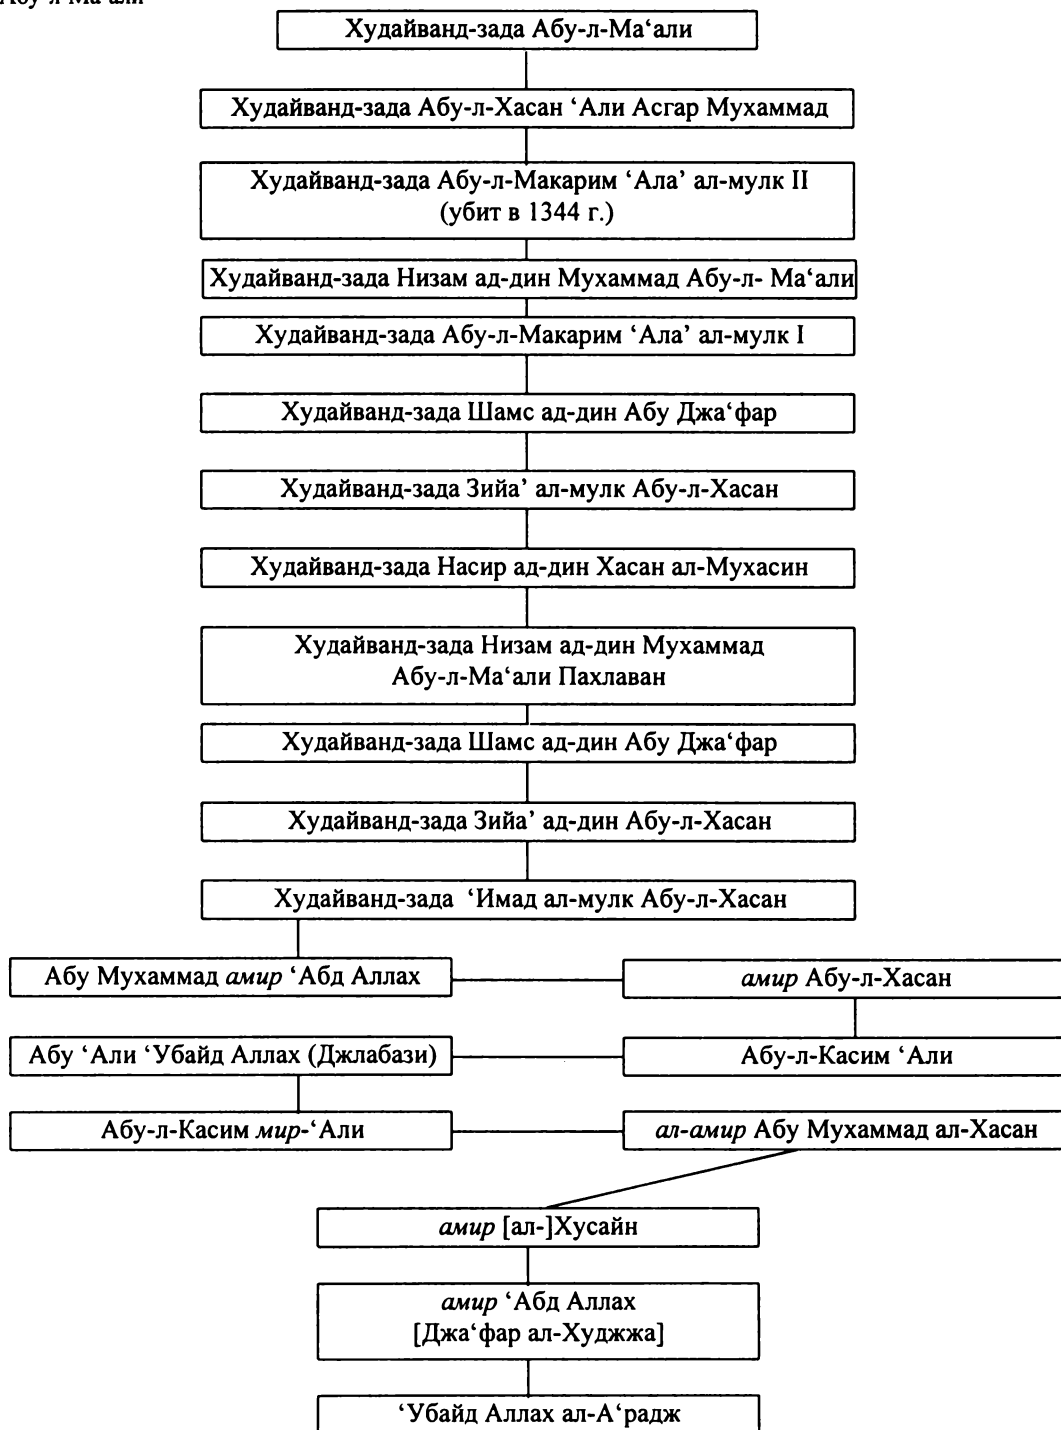 Абу-л-Ма‘али
Худайванд-зада Абу-л-Ма‘али
Худайванд-зада Абу-л-Хасан ‘Али Асгар Мухаммад
Худайванд-зада Абу-л-Макарим ‘Ала’ ал-мулк II
(убит в 1344 г.)
Худайванд-зада Низам ад-дин Мухаммад Абу-л- Ма‘али
Худайванд-зада Абу-л-Макарим ‘Ала’ ал-мулк I
Худайванд-зада Шамс ад-дин Абу Джа‘фар
Худайванд-зада Зийа’ ал-мулк Абу-л-Хасан
Худайванд-зада Насир ад-дин Хасан ал-Мухасин
Худайванд-зада Низам ад-дин Мухаммад
Абу-л-Ма‘али Пахлаван
Худайванд-зада Шамс ад-дин Абу Джа‘фар
Худайванд-зада Зийа’ ад-дин Абу-л-Хасан
Худайванд-зада ‘Имад ал-мулк Абу-л-Хасан
Абу Мухаммад амир ‘Абд Аллах
амир Абу-л-Хасан
Абу ‘Али ‘Убайд Аллах (Джлабази)
Абу-л-Касим ‘Али
Абу-л-Касим мир-‘Али
ал-амир Абу Мухаммад ал-Хасан
амир [ал-]Хусайн
амир ‘Абд Аллах
[Джа‘фар ал-Худжжа]
‘Убайд Аллах ал-А‘радж